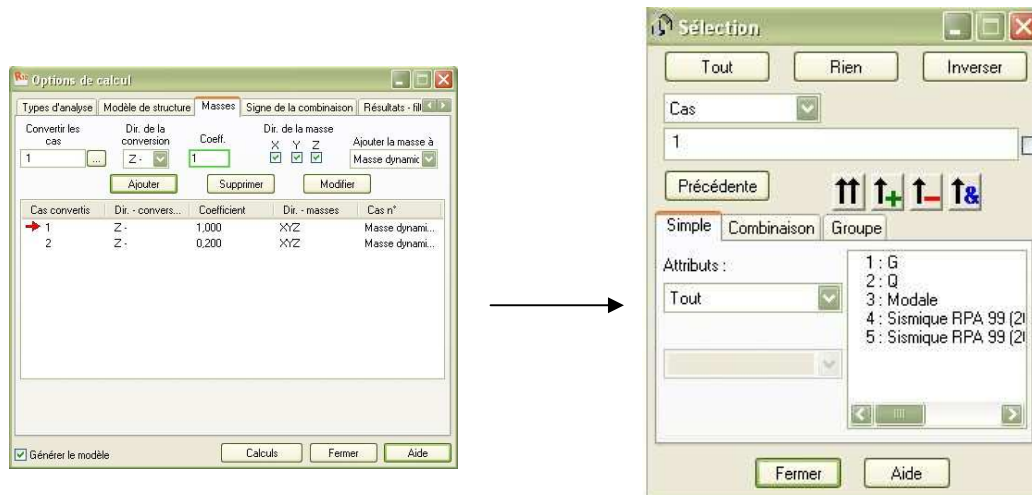 Options de calcul
Types d'analyse Modèle de structure Masses Signe de la combinaison Résultats - fil
Convertir les cas
Dir. de la conversion
Coeff.
Dir. de la masse
X Y Z
Ajouter la masse à
1 ... Z - 1 Masse dynamic
Ajouter Supprimer Modifier
Cas convertis Dir. - convers... Coefficient Dir. - masses Cas n°
1 Z - 1,000 XYZ Masse dynami...
2 Z - 0,200 XYZ Masse dynami...
Générer le modèle Calculs Fermer Aide
Sélection
Tout Rien Inverser
Cas
1
Précédente
Simple Combinaison Groupe
Attributs :
Tout
1 : G
2 : Q
3 : Modale
4 : Sismique RPA 99 (2
5 : Sismique RPA 99 (2
Fermer Aide